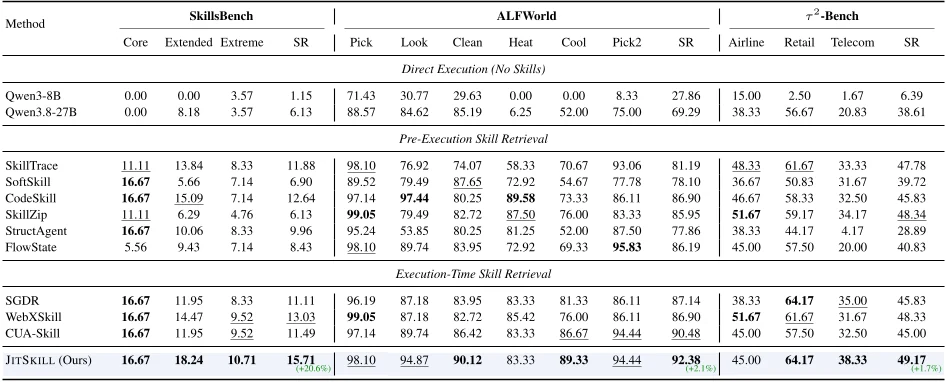 Method SkillsBench ALFWorld τ²-Bench
Core Extended Extreme SR Pick Look Clean Heat Cool Pick2 SR Airline Retail Telecom SR
Direct Execution (No Skills)
Qwen3-8B 0.00 0.00 3.57 1.15 71.43 30.77 29.63 0.00 0.00 8.33 27.86 15.00 2.50 1.67 6.39
Qwen3.8-27B 0.00 8.18 3.57 6.13 88.57 84.62 85.19 6.25 52.00 75.00 69.29 38.33 56.67 20.83 38.61
Pre-Execution Skill Retrieval
SkillTrace 11.11 13.84 8.33 11.88 98.10 76.92 74.07 58.33 70.67 93.06 81.19 48.33 61.67 33.33 47.78
SoftSkill 16.67 5.66 7.14 6.90 89.52 79.49 87.65 72.92 54.67 77.78 78.10 36.67 50.83 31.67 39.72
CodeSkill 16.67 15.09 7.14 12.64 97.14 97.44 80.25 89.58 73.33 86.11 86.90 46.67 58.33 32.50 45.83
SkillZip 11.11 6.29 4.76 6.13 99.05 79.49 82.72 87.50 76.00 83.33 85.95 51.67 59.17 34.17 48.34
StructAgent 16.67 10.06 8.33 9.96 95.24 53.85 80.25 81.25 52.00 87.50 77.86 38.33 44.17 4.17 28.89
FlowState 5.56 9.43 7.14 8.43 98.10 89.74 83.95 72.92 69.33 95.83 86.19 45.00 57.50 20.00 40.83
Execution-Time Skill Retrieval
SGDR 16.67 11.95 8.33 11.11 96.19 87.18 83.95 83.33 81.33 86.11 87.14 38.33 64.17 35.00 45.83
WebXSkill 16.67 14.47 9.52 13.03 99.05 87.18 82.72 85.42 76.00 86.11 86.90 51.67 61.67 31.67 48.33
CUA-Skill 16.67 11.95 9.52 11.49 97.14 89.74 86.42 83.33 86.67 94.44 90.48 45.00 57.50 32.50 45.00
JITSKILL (Ours) 16.67 18.24 10.71 15.71 98.10 94.87 90.12 83.33 89.33 94.44 92.38 45.00 64.17 38.33 49.17
(+20.6%) (+2.1%) (+1.7%)